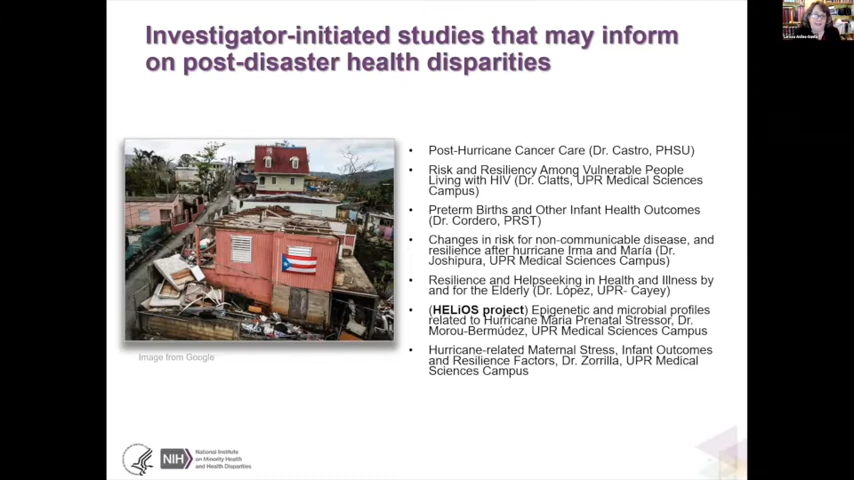 Investigator-initiated studies that may inform
on post-disaster health disparities
• Post-Hurricane Cancer Care (Dr. Castro, PHSU)
• Risk and Resiliency Among Vulnerable People
Living with HIV (Dr. Clatts, UPR Medical Sciences
Campus)
• Preterm Births and Other Infant Health Outcomes
(Dr. Cordero, PRST)
• Changes in risk for non-communicable disease, and
resilience after hurricane Irma and María (Dr.
Joshipura, UPR Medical Sciences Campus)
• Resilience and Helpseeking in Health and Illness by
and for the Elderly (Dr. López, UPR- Cayey)
• (HELiOS project) Epigenetic and microbial profiles
related to Hurricane Maria Prenatal Stressor, Dr.
Morou-Bermúdez, UPR Medical Sciences Campus
• Hurricane-related Maternal Stress, Infant Outcomes
and Resilience Factors, Dr. Zorrilla, UPR Medical
Sciences Campus
Image from Google
NIH
National Institute
on Minority Health
and Health Disparities